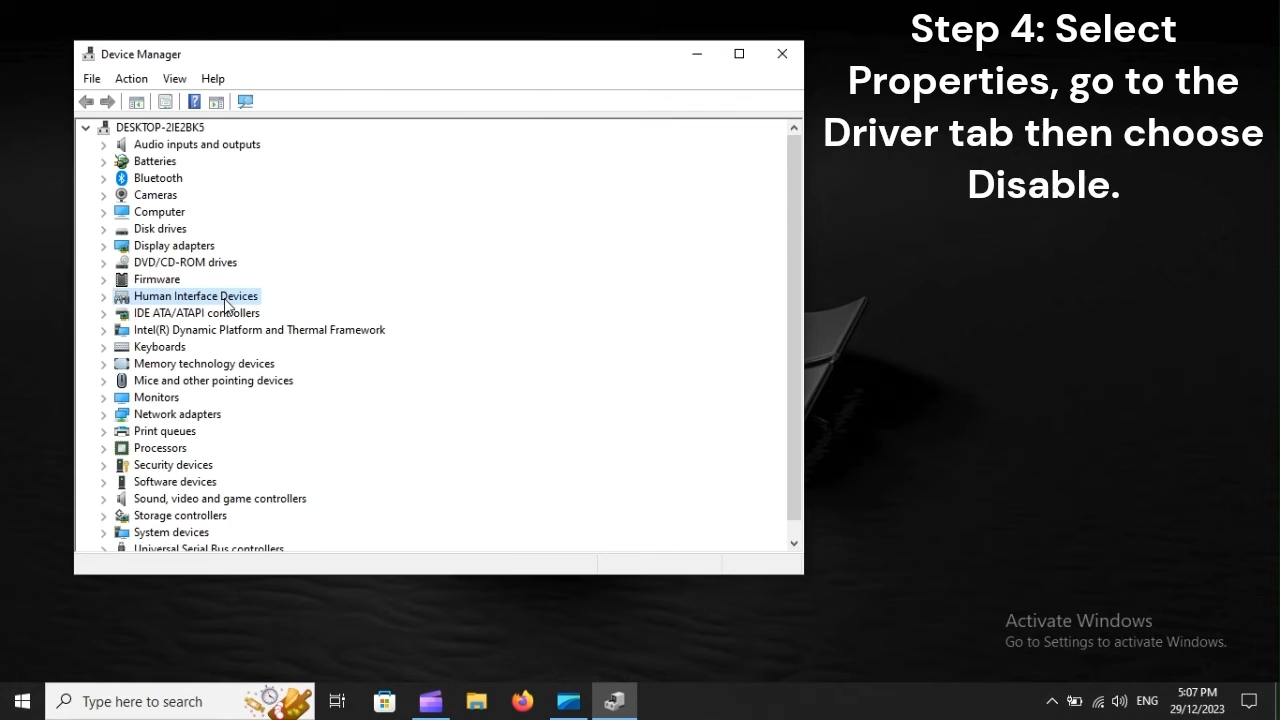 Step 4: Select
Properties, go to the
Driver tab then choose
Disable.
Device Manager
File Action View Help
DESKTOP-2IE2BK5
Audio inputs and outputs
Batteries
Bluetooth
Cameras
Computer
Disk drives
Display adapters
DVD/CD-ROM drives
Firmware
Human Interface Devices
IDE ATA/ATAPI controllers
Intel(R) Dynamic Platform and Thermal Framework
Keyboards
Memory technology devices
Mice and other pointing devices
Monitors
Network adapters
Print queues
Processors
Security devices
Software devices
Sound, video and game controllers
Storage controllers
System devices
Universal Serial Bus controllers
Activate Windows
Go to Settings to activate Windows.
Type here to search
ENG
5:07 PM
29/12/2023